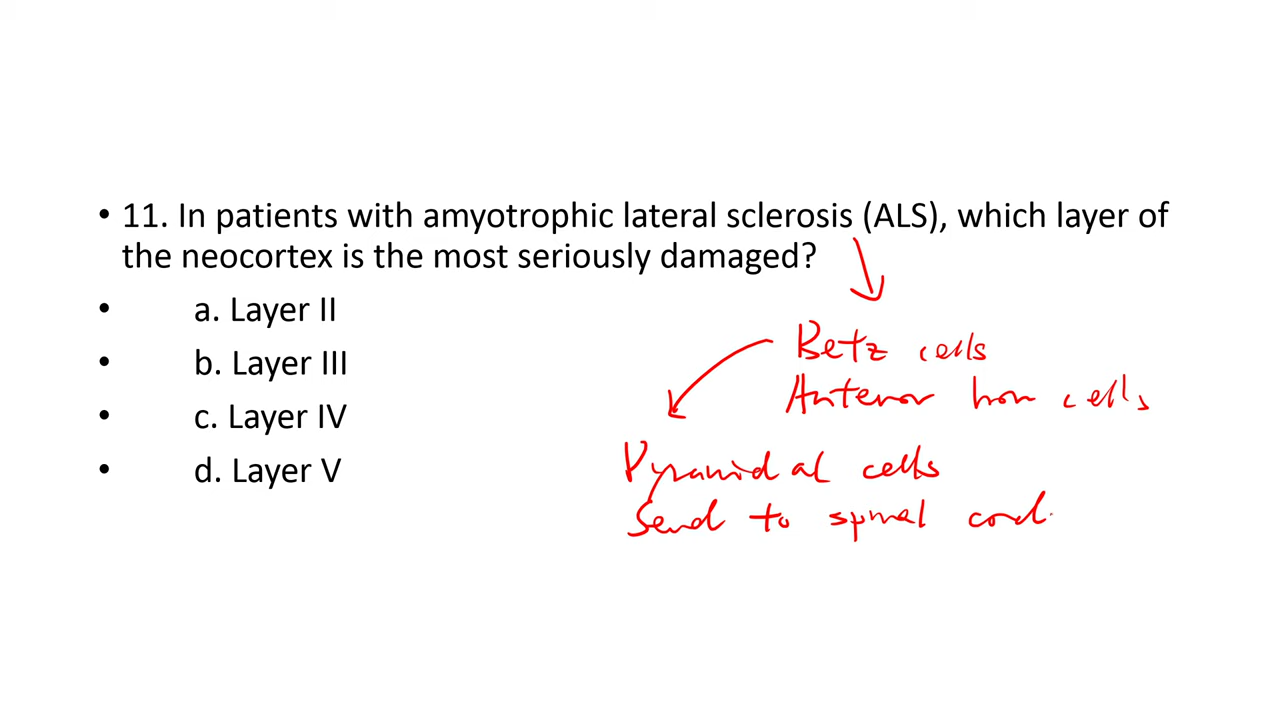 • 11. In patients with amyotrophic lateral sclerosis (ALS), which layer of
the neocortex is the most seriously damaged?
• a. Layer II
• b. Layer III
• c. Layer IV
• d. Layer V
Betz cells
Anterior horn cells
Pyramidal cells
Send to spinal cord.